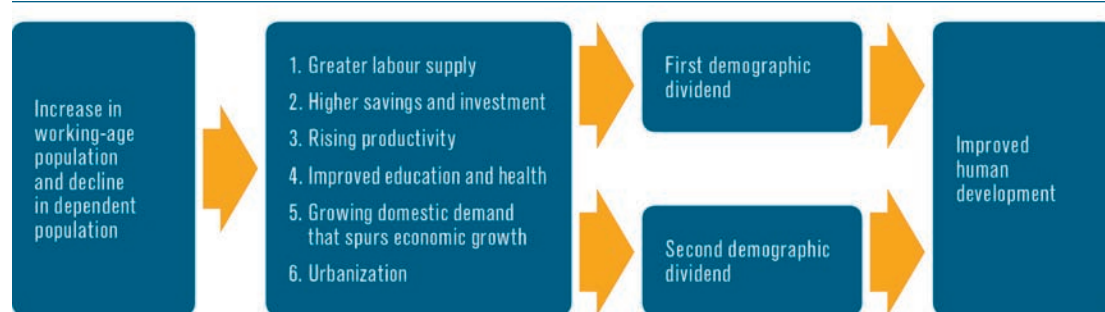 Increase in
working-age
population
and decline
in dependent
population
1. Greater labour supply
2. Higher savings and investment
3. Rising productivity
4. Improved education and health
5. Growing domestic demand
that spurs economic growth
6. Urbanization
First demographic
dividend
Second demographic
dividend
Improved
human
development